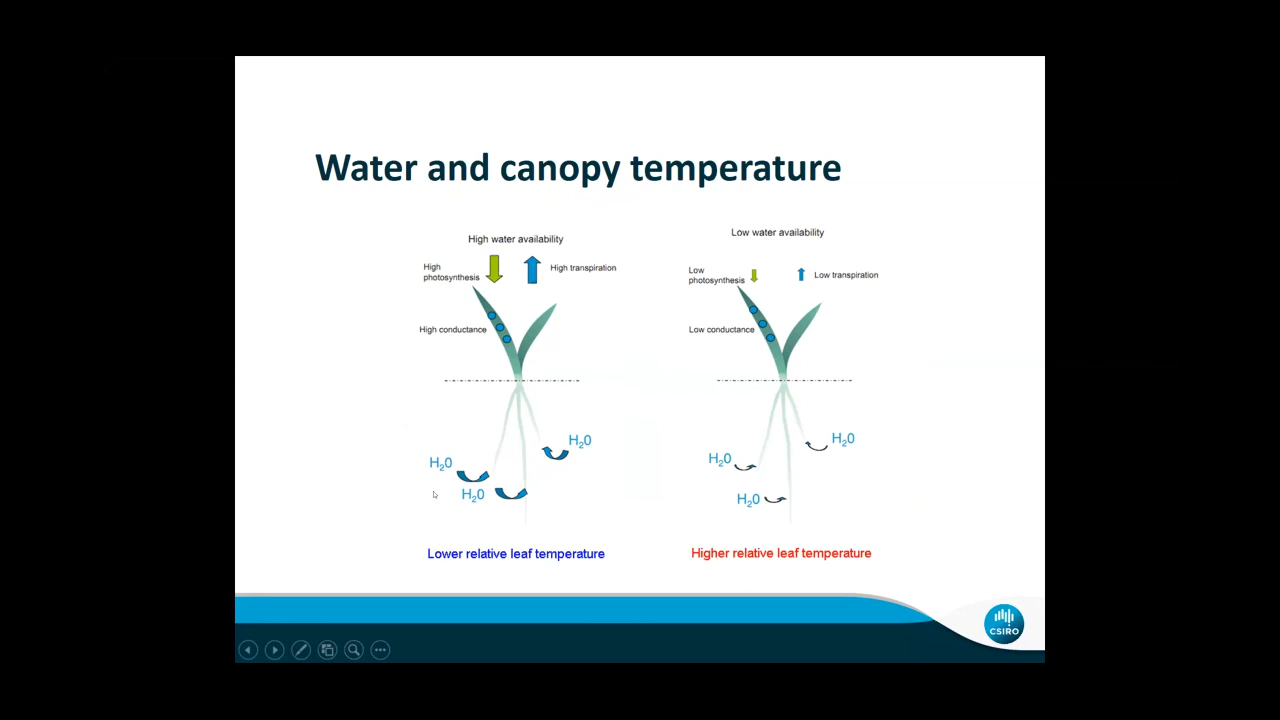 Water and canopy temperature
High water availability
High
photosynthesis
High transpiration
High conductance
H20
H20
H20
Lower relative leaf temperature
Low water availability
Low
photosynthesis
Low transpiration
Low conductance
H20
H20
H20
Higher relative leaf temperature
CSIRO